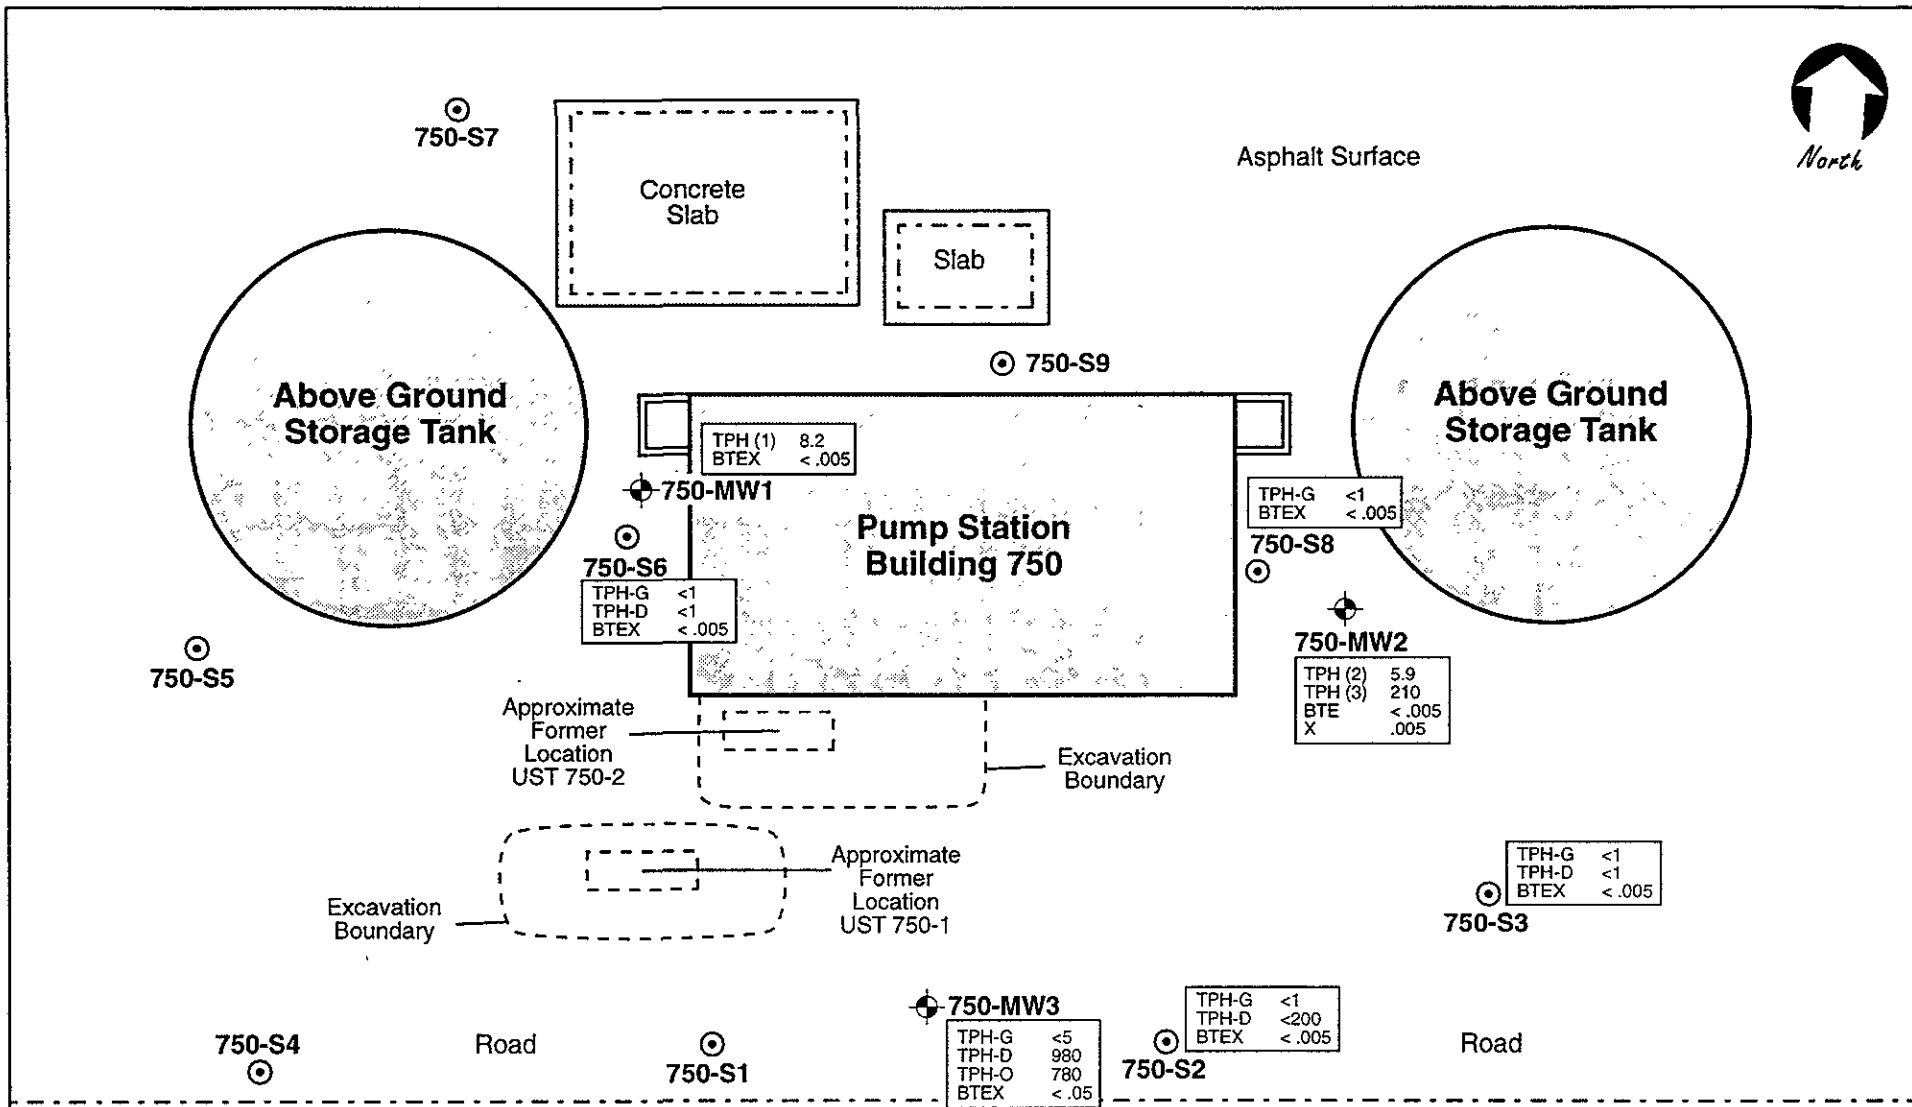 North
750-S7
Concrete
Slab
Asphalt Surface
Slab
750-S9
Above Ground
Storage Tank
Above Ground
Storage Tank
TPH (1) 8.2
BTEX < .005
750-MW1
Pump Station
Building 750
TPH-G <1
BTEX < .005
750-S8
750-S6
TPH-G <1
TPH-D <1
BTEX < .005
750-MW2
TPH (2) 5.9
TPH (3) 210
BTE < .005
X .005
750-S5
Approximate
Former
Location
UST 750-2
Excavation
Boundary
Approximate
Former
Location
UST 750-1
Excavation
Boundary
TPH-G <1
TPH-D <1
BTEX < .005
750-S3
750-MW3
TPH-G <5
TPH-D 980
TPH-O 780
BTEX < .05
TPH-G <1
TPH-D <200
BTEX < .005
750-S2
750-S4
Road
750-S1
Road